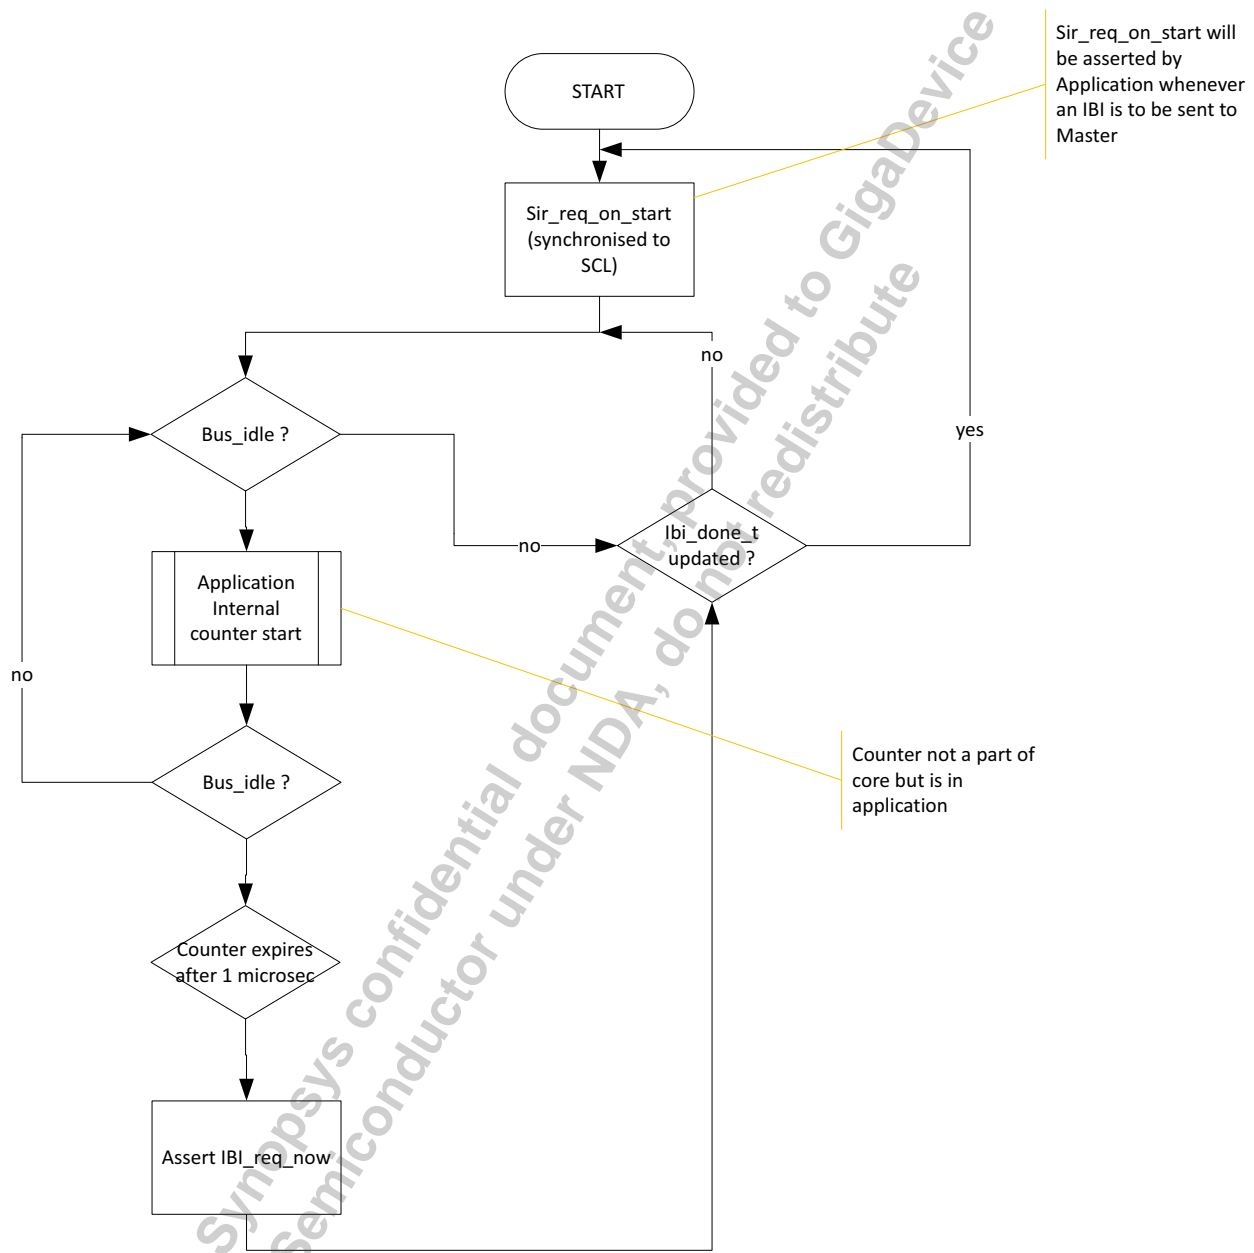 Sir_req_on_start will
be asserted by
Application whenever
an IBI is to be sent to
Master
START
Sir_req_on_start
(synchronised to
SCL)
no
Bus_idle ?
yes
Ibi_done_t
updated ?
no
Application
Internal
counter start
no
Bus_idle ?
Counter not a part of
core but is in
application
Counter expires
after 1 microsec
Assert IBI_req_now
Synopsys confidential document, provided to GigaDevice
Semiconductor under NDA, do not redistribute